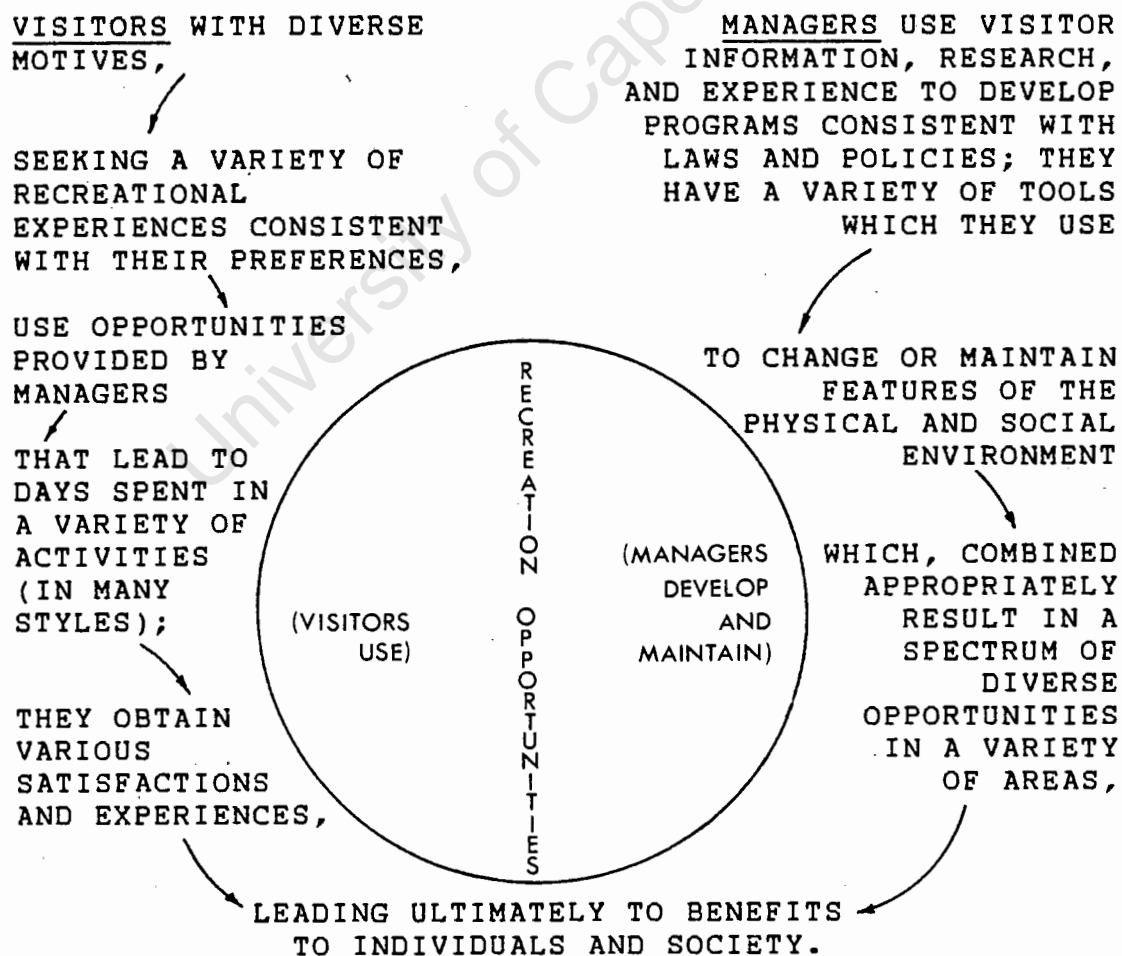 VISITORS WITH DIVERSE
MOTIVES,
SEEKING A VARIETY OF
RECREATIONAL
EXPERIENCES CONSISTENT
WITH THEIR PREFERENCES,
USE OPPORTUNITIES
PROVIDED BY
MANAGERS
THAT LEAD TO
DAYS SPENT IN
A VARIETY OF
ACTIVITIES
(IN MANY
STYLES);
THEY OBTAIN
VARIOUS
SATISFACTIONS
AND EXPERIENCES,
MANAGERS USE VISITOR
INFORMATION, RESEARCH,
AND EXPERIENCE TO DEVELOP
PROGRAMS CONSISTENT WITH
LAWS AND POLICIES; THEY
HAVE A VARIETY OF TOOLS
WHICH THEY USE
TO CHANGE OR MAINTAIN
FEATURES OF THE
PHYSICAL AND SOCIAL
ENVIRONMENT
WHICH, COMBINED
APPROPRIATELY
RESULT IN A
SPECTRUM OF
DIVERSE
OPPORTUNITIES
IN A VARIETY
OF AREAS,
RECREATION OPPORTUNITIES
(VISITORS
USE)
(MANAGERS
DEVELOP
AND
MAINTAIN)
LEADING ULTIMATELY TO BENEFITS
TO INDIVIDUALS AND SOCIETY.
University of Cape